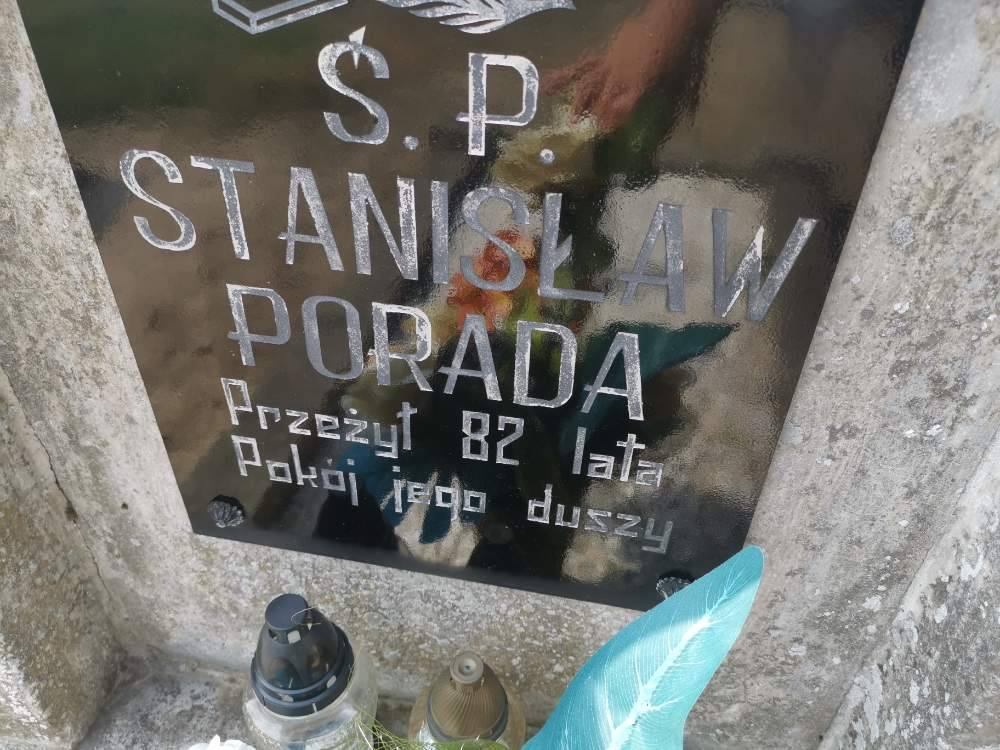 Ś. P.
STANISŁAW
PORADA
Przeżył 82 lata
Pokój jego duszy